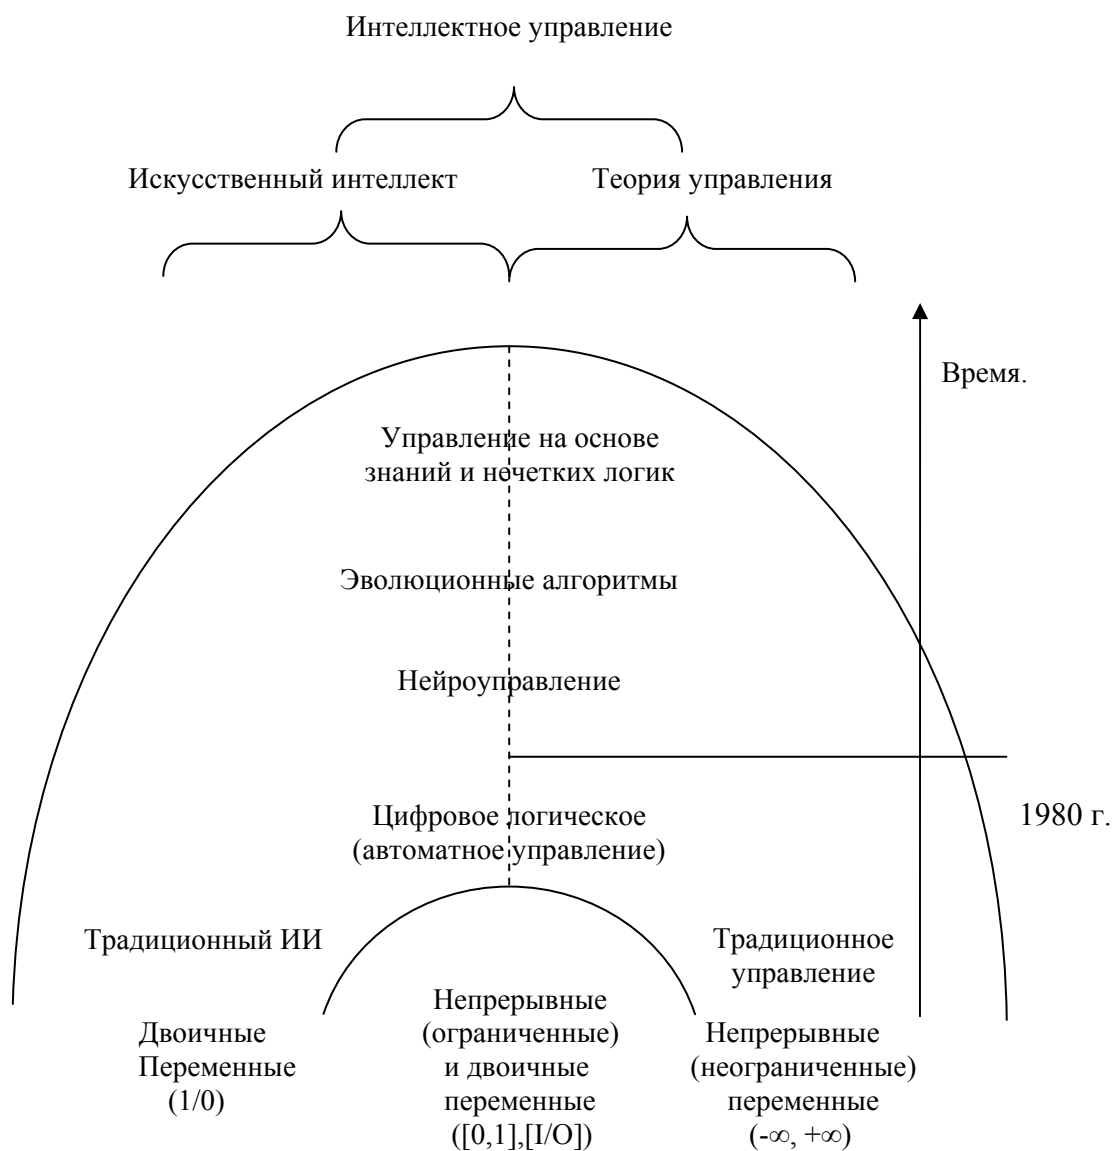 Интеллектное управление
Искусственный интеллект
Теория управления
Время.
Управление на основе
знаний и нечетких логик
Эволюционные алгоритмы
Нейроуправление
1980 г.
Цифровое логическое
(автоматное управление)
Традиционный ИИ
Традиционное
управление
Двоичные
Переменные
(1/0)
Непрерывные
(ограниченные)
и двоичные
переменные
([0,1],[I/O])
Непрерывные
(неограниченные)
переменные
(-∞, +∞)